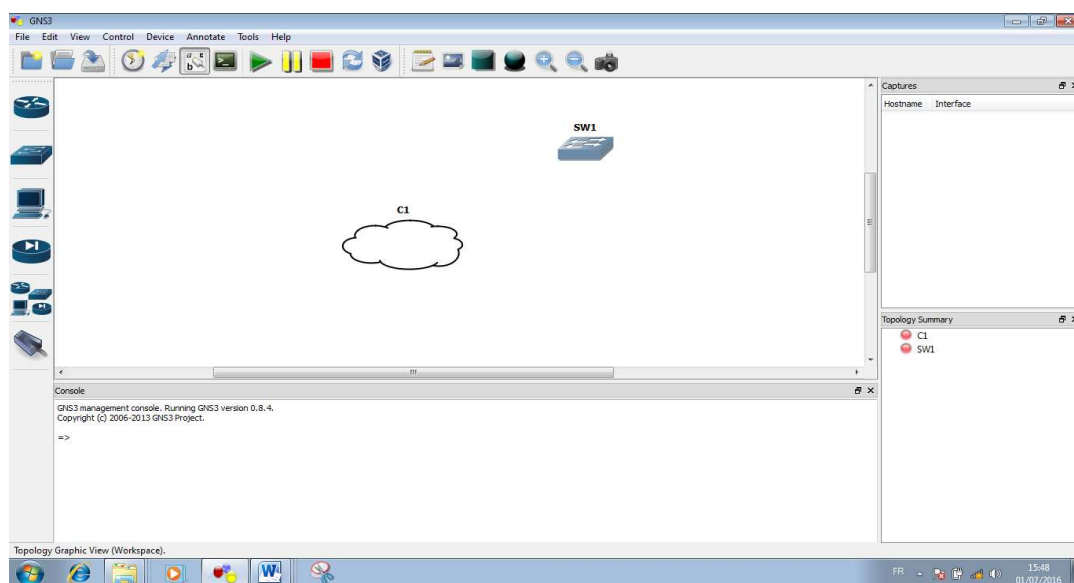 GNS3
File Edit View Control Device Annotate Tools Help
Captures
Hostname Interface
SW1
C1
Topology Summary
C1
SW1
Console
GNS3 management console. Running GNS3 version 0.8.4.
Copyright (c) 2006-2013 GNS3 Project.
=>
Topology Graphic View (Workspace).
FR
15:48
01/07/2016